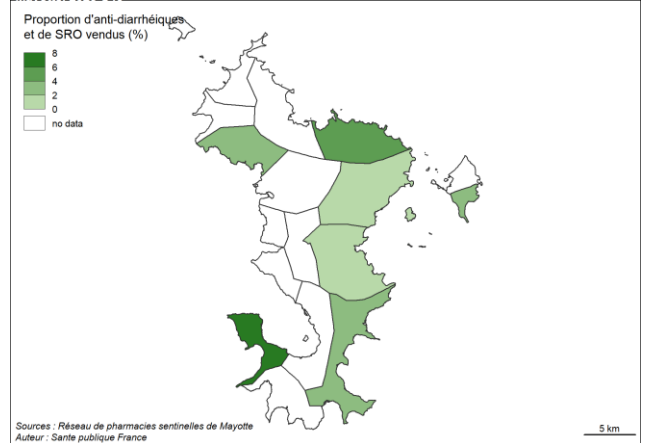 Proportion d'anti-diarrhéiques
et de SRO vendus (%)
8
6
4
2
0
no data
Sources : Réseau de pharmacies sentinelles de Mayotte
Auteur : Sante publique France
5 km